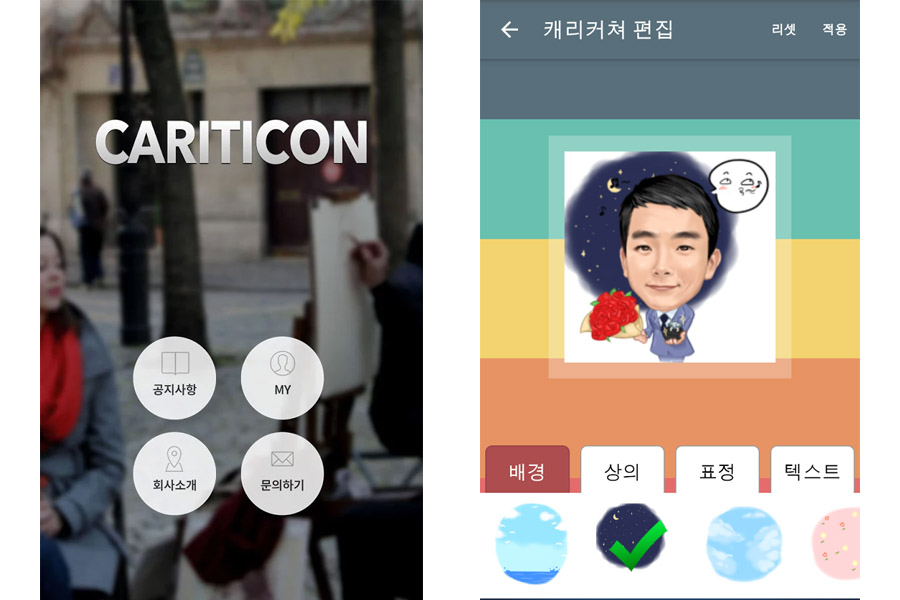 CARITICON
공지사항
MY
회사소개
문의하기
캐리커쳐 편집
리셋
적용
배경
상의
표정
텍스트